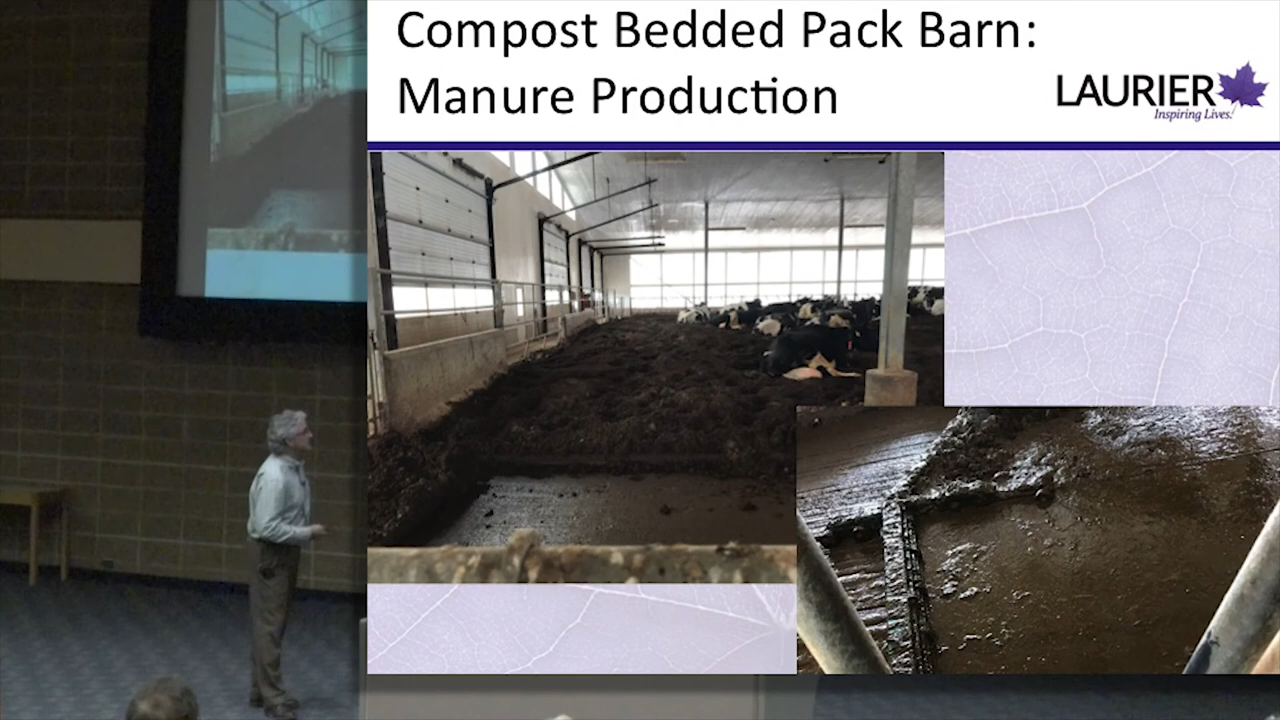 Compost Bedded Pack Barn:
Manure Production
LAURIER
Inspiring Lives.